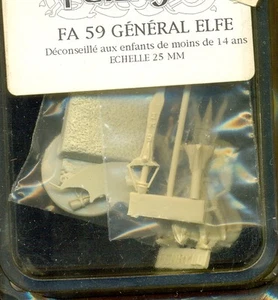 FA 59 GÉNÉRAL ELFE
Déconseillé aux enfants de moins de 14 ans
ECHELLE 25 MM